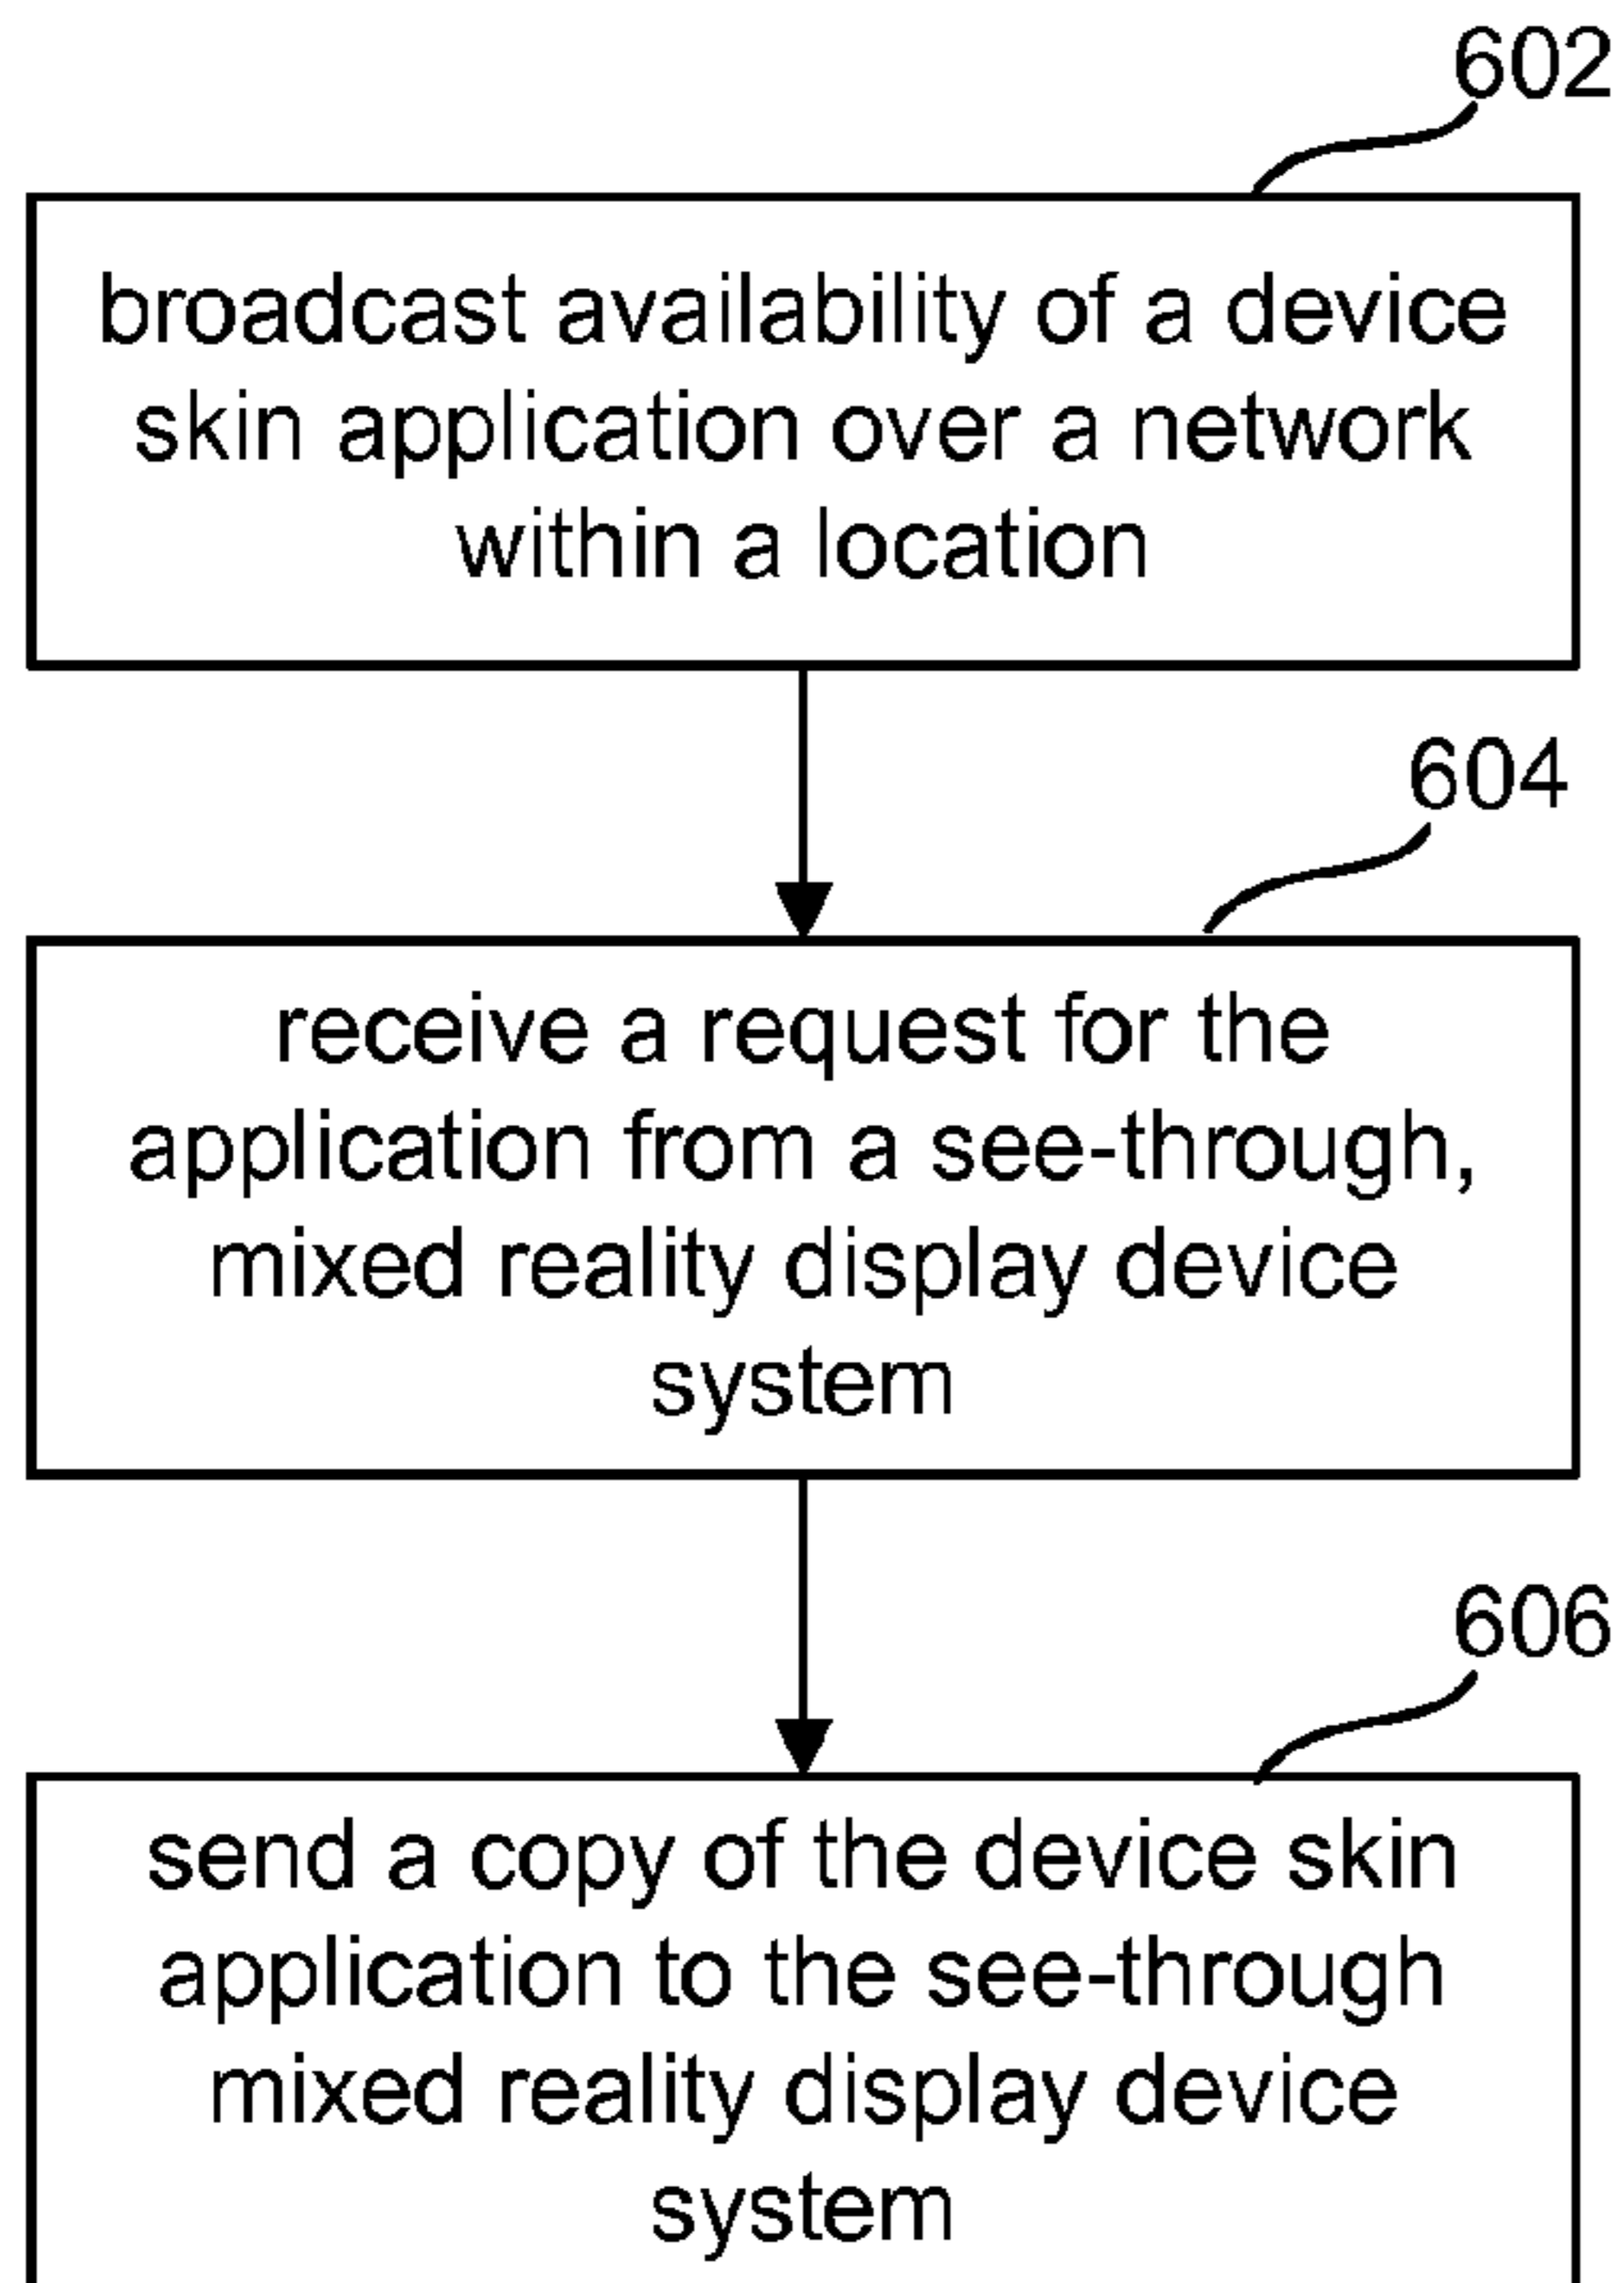 602
broadcast availability of a device
skin application over a network
within a location
604
receive a request for the
application from a see-through,
mixed reality display device
system
606
send a copy of the device skin
application to the see-through
mixed reality display device
system